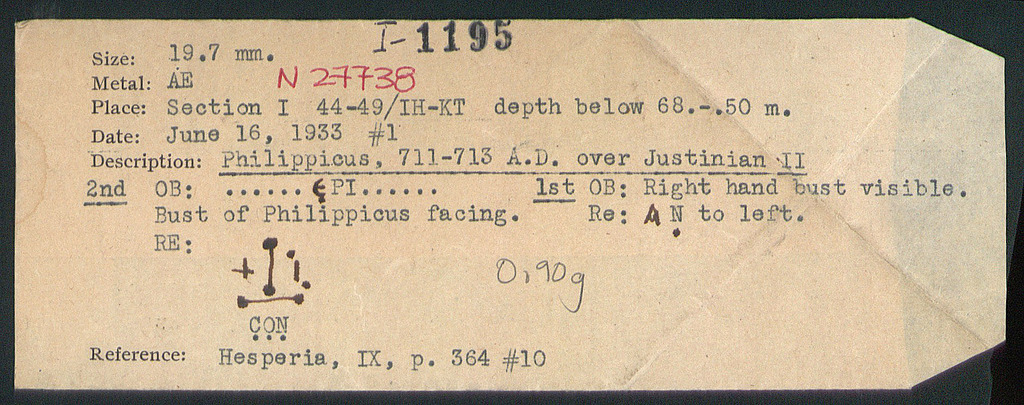 I-1195
Size: 19.7 mm.
Metal: AE N 27738
Place: Section I 44-49/IH-KT depth below 68.-.50 m.
Date: June 16, 1933 #1
Description: Philippicus, 711-713 A.D. over Justinian II
2nd OB: ......ϵPI...... 1st OB: Right hand bust visible.
Bust of Philippicus facing. Re: A N to left.
RE:
+ I
0,90g
CON
Reference: Hesperia, IX, p. 364 #10